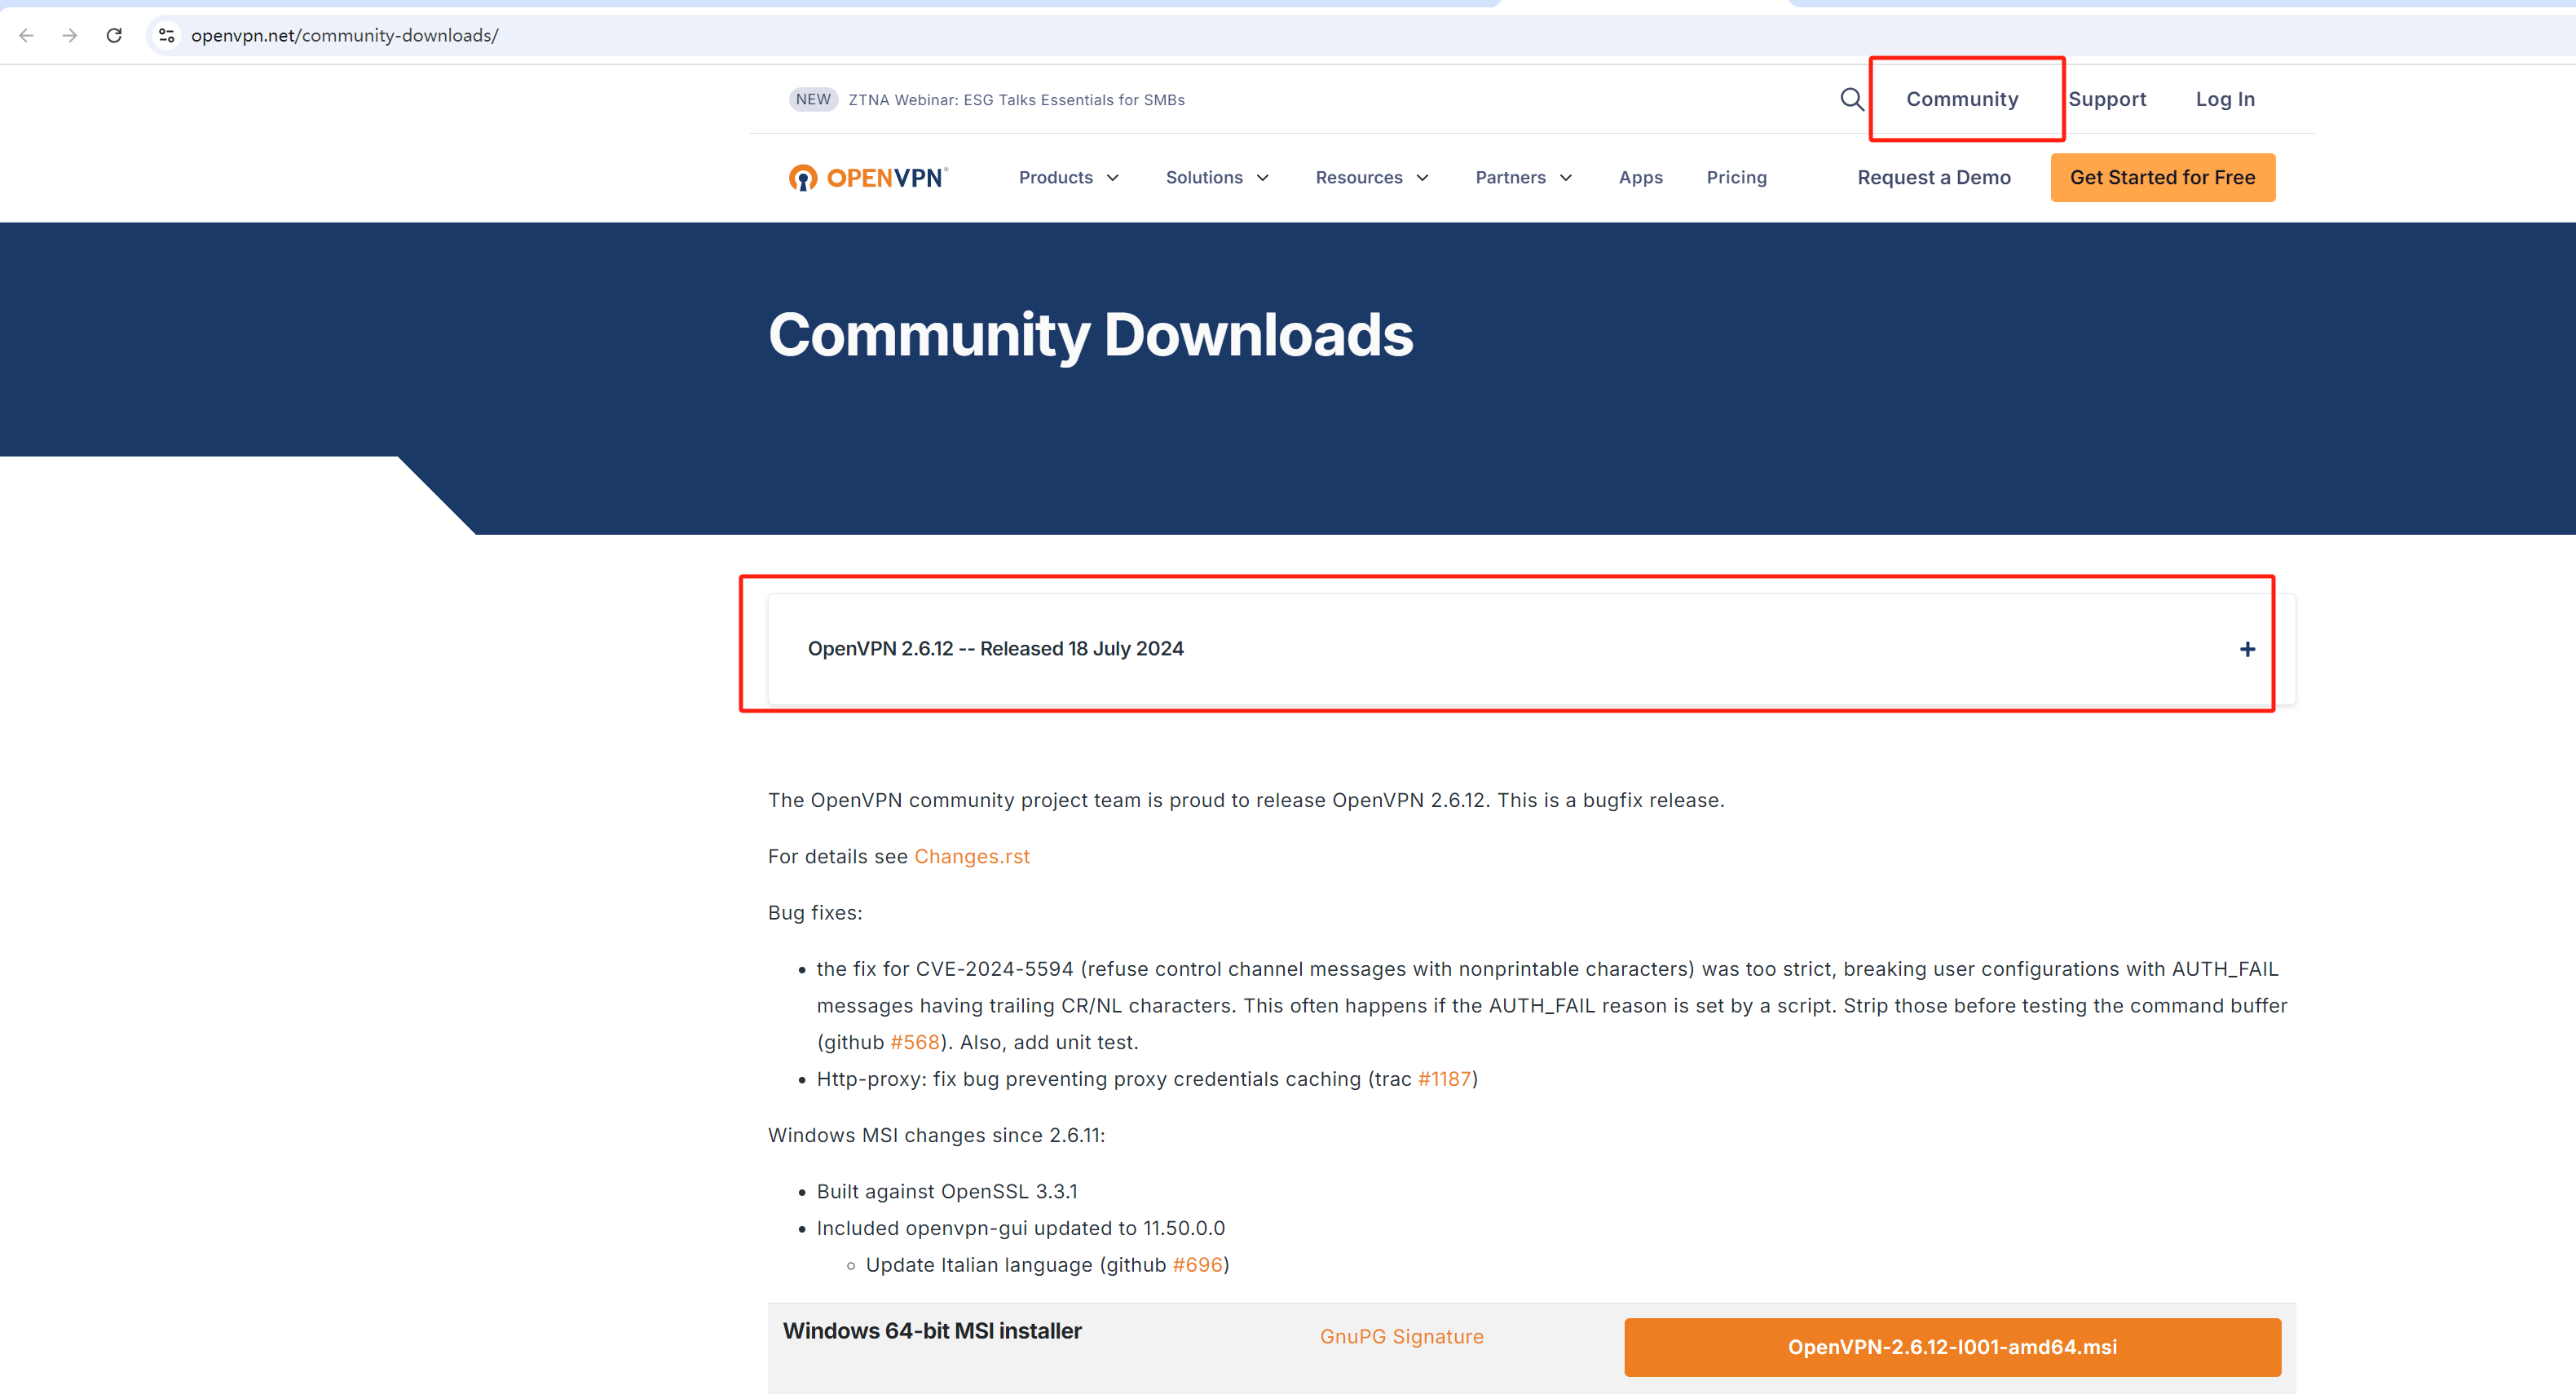 openvpn.net/community-downloads/
NEW ZTNA Webinar: ESG Talks Essentials for SMBs
Community Support Log In
OPENVPN Products Solutions Resources Partners Apps Pricing Request a Demo Get Started for Free
Community Downloads
OpenVPN 2.6.12 -- Released 18 July 2024 +
The OpenVPN community project team is proud to release OpenVPN 2.6.12. This is a bugfix release.
For details see Changes.rst
Bug fixes:
the fix for CVE-2024-5594 (refuse control channel messages with nonprintable characters) was too strict, breaking user configurations with AUTH_FAIL
messages having trailing CR/NL characters. This often happens if the AUTH_FAIL reason is set by a script. Strip those before testing the command buffer
(github #568). Also, add unit test.
Http-proxy: fix bug preventing proxy credentials caching (trac #1187)
Windows MSI changes since 2.6.11:
Built against OpenSSL 3.3.1
Included openvpn-gui updated to 11.50.0.0
Update Italian language (github #696)
Windows 64-bit MSI installer GnuPG Signature OpenVPN-2.6.12-I001-amd64.msi